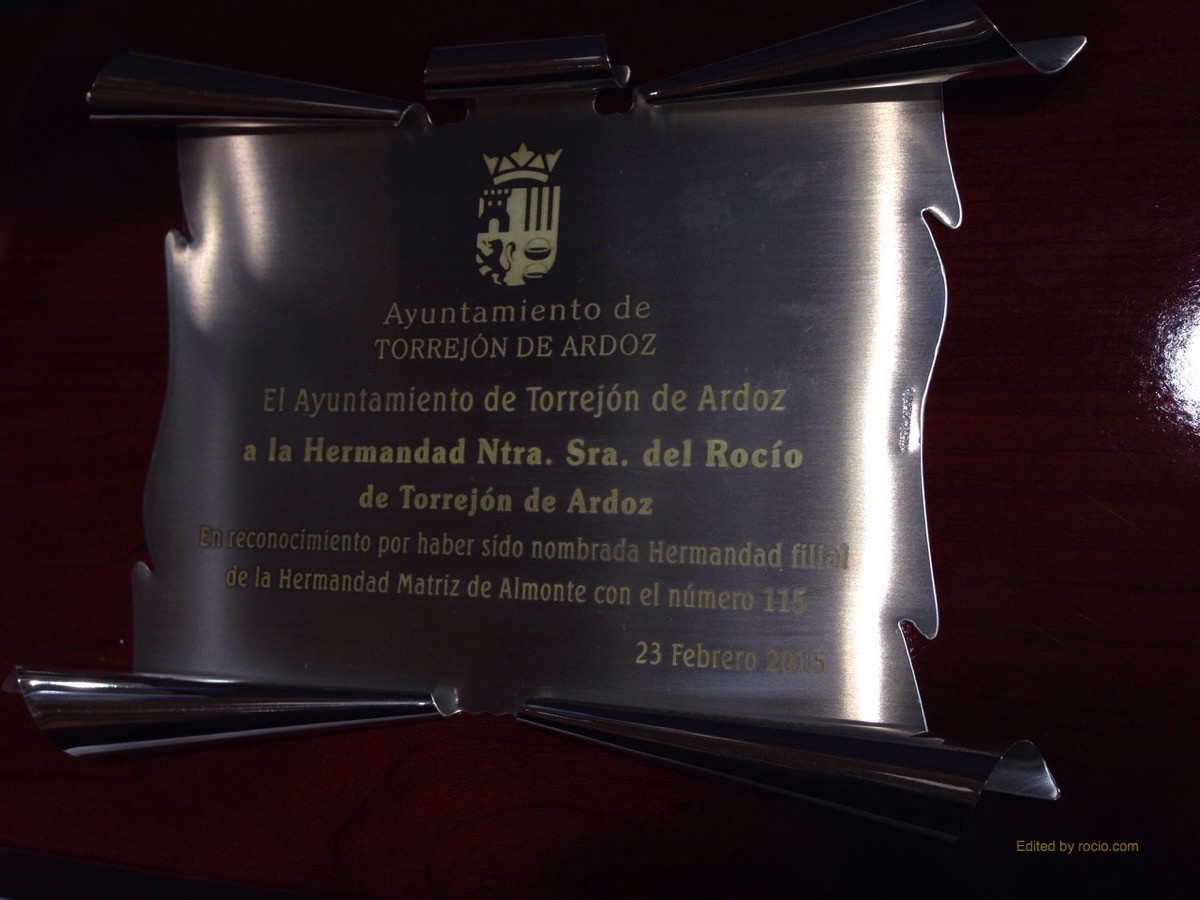 Ayuntamiento de
TORREJÓN DE ARDOZ
El Ayuntamiento de Torrejón de Ardoz
a la Hermandad Ntra. Sra. del Rocío
de Torrejón de Ardoz
En reconocimiento por haber sido nombrada Hermandad filial
de la Hermandad Matriz de Almonte con el número 115
23 Febrero 2015
Edited by rocio.com